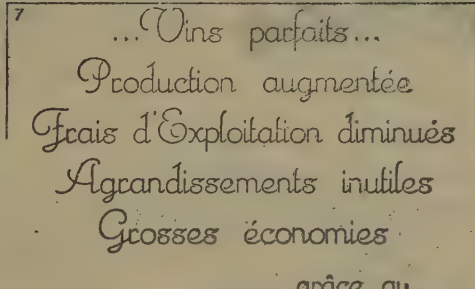 7
...Vins parfaits...
Production augmentée
Frais d'Exploitation diminués
Agrandissements inutiles
Grosses économies
grâce au